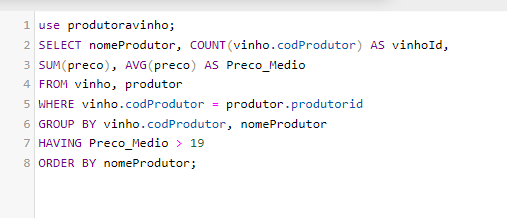 1 use produtoravinho;
2 SELECT nomeProdutor, COUNT(vinho.codProdutor) AS vinhoId,
3 SUM(preco), AVG(preco) AS Preco_Medio
4 FROM vinho, produtor
5 WHERE vinho.codProdutor = produtor.produtorid
6 GROUP BY vinho.codProdutor, nomeProdutor
7 HAVING Preco_Medio > 19
8 ORDER BY nomeProdutor;